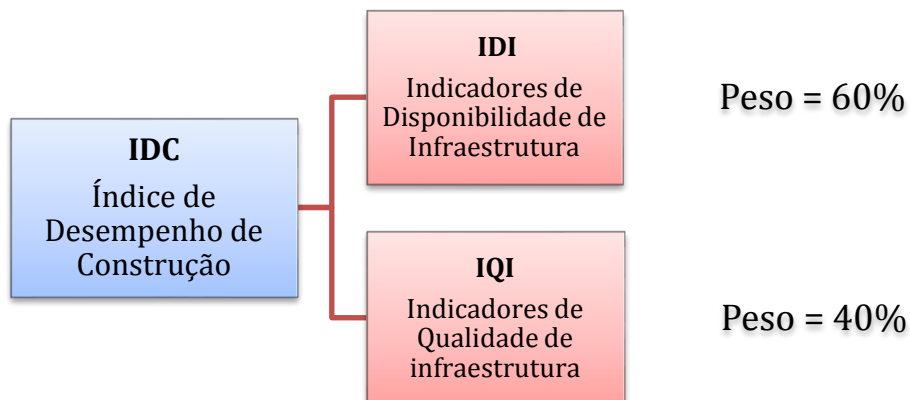 IDC
Índice de
Desempenho de
Construção
IDI
Indicadores de
Disponibilidade de
Infraestrutura
Peso = 60%
IQI
Indicadores de
Qualidade de
infraestrutura
Peso = 40%